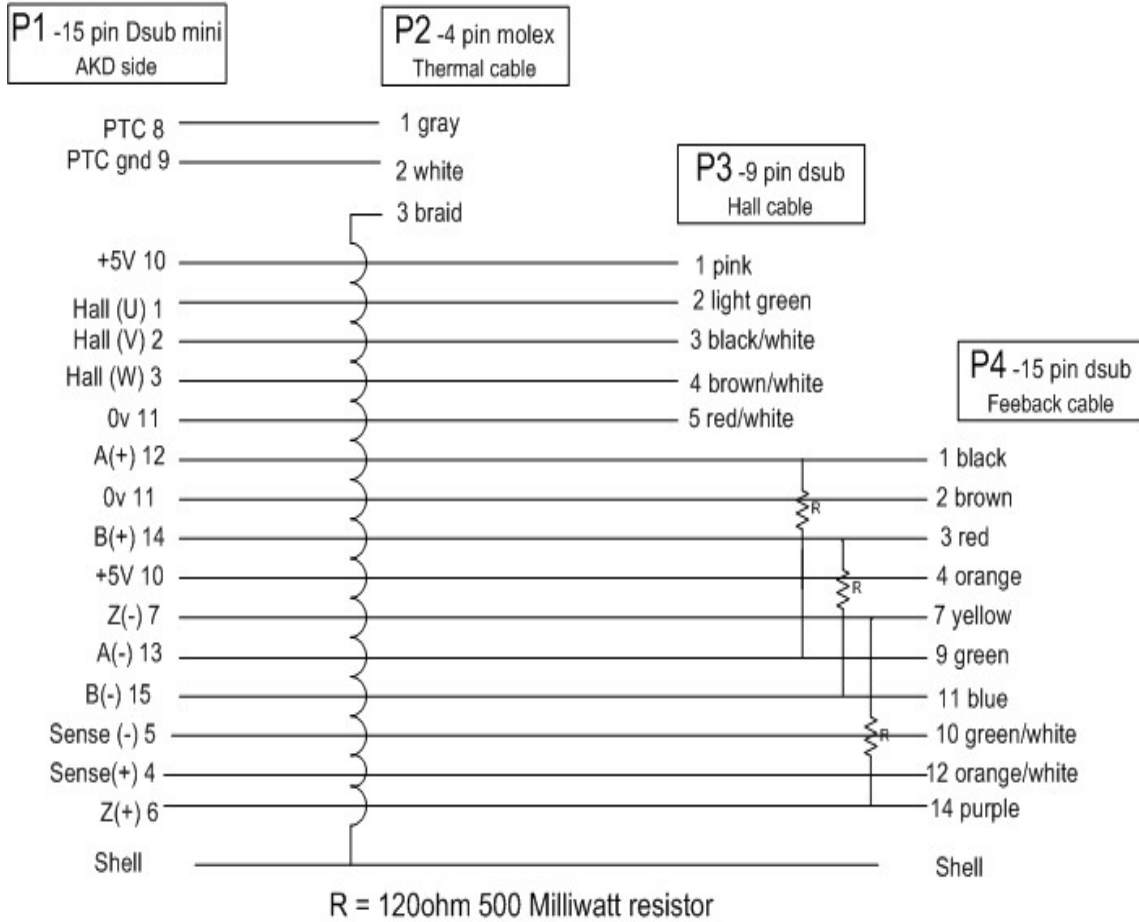 P1 -15 pin Dsub mini
AKD side
P2 -4 pin molex
Thermal cable
PTC 8
1 gray
PTC gnd 9
2 white
3 braid
P3 -9 pin dsub
Hall cable
+5V 10
1 pink
Hall (U) 1
2 light green
Hall (V) 2
3 black/white
Hall (W) 3
4 brown/white
0v 11
5 red/white
P4 -15 pin dsub
Feeback cable
A(+) 12
1 black
0v 11
2 brown
R
B(+) 14
3 red
+5V 10
4 orange
R
Z(-) 7
7 yellow
A(-) 13
9 green
B(-) 15
11 blue
Sense (-) 5
R
10 green/white
Sense(+) 4
12 orange/white
Z(+) 6
14 purple
Shell
Shell
R = 120ohm 500 Milliwatt resistor